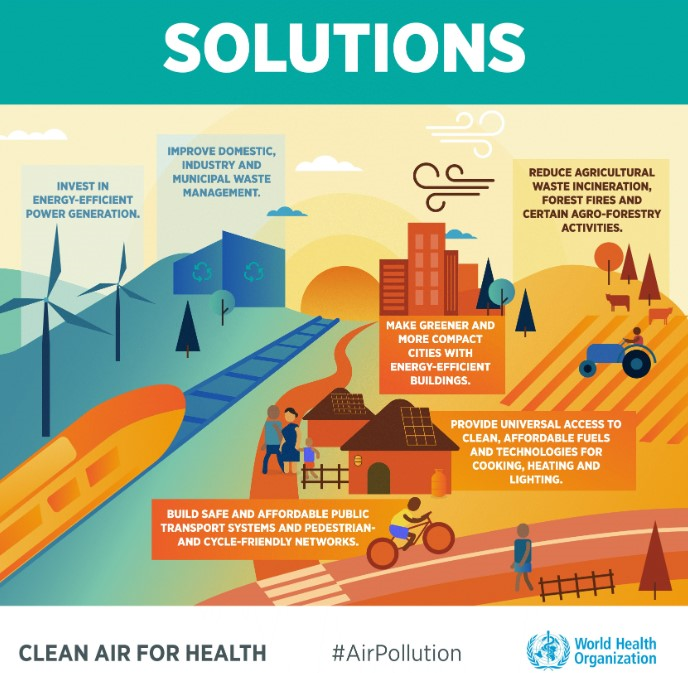 SOLUTIONS
INVEST IN
ENERGY-EFFICIENT
POWER GENERATION.
IMPROVE DOMESTIC,
INDUSTRY AND
MUNICIPAL WASTE
MANAGEMENT.
REDUCE AGRICULTURAL
WASTE INCINERATION,
FOREST FIRES AND
CERTAIN AGRO-FORESTRY
ACTIVITIES.
MAKE GREENER AND
MORE COMPACT
CITIES WITH
ENERGY-EFFICIENT
BUILDINGS.
PROVIDE UNIVERSAL ACCESS TO
CLEAN, AFFORDABLE FUELS
AND TECHNOLOGIES FOR
COOKING, HEATING AND
LIGHTING.
BUILD SAFE AND AFFORDABLE PUBLIC
TRANSPORT SYSTEMS AND PEDESTRIAN-
AND CYCLE-FRIENDLY NETWORKS.
CLEAN AIR FOR HEALTH
#AirPollution
World Health
Organization